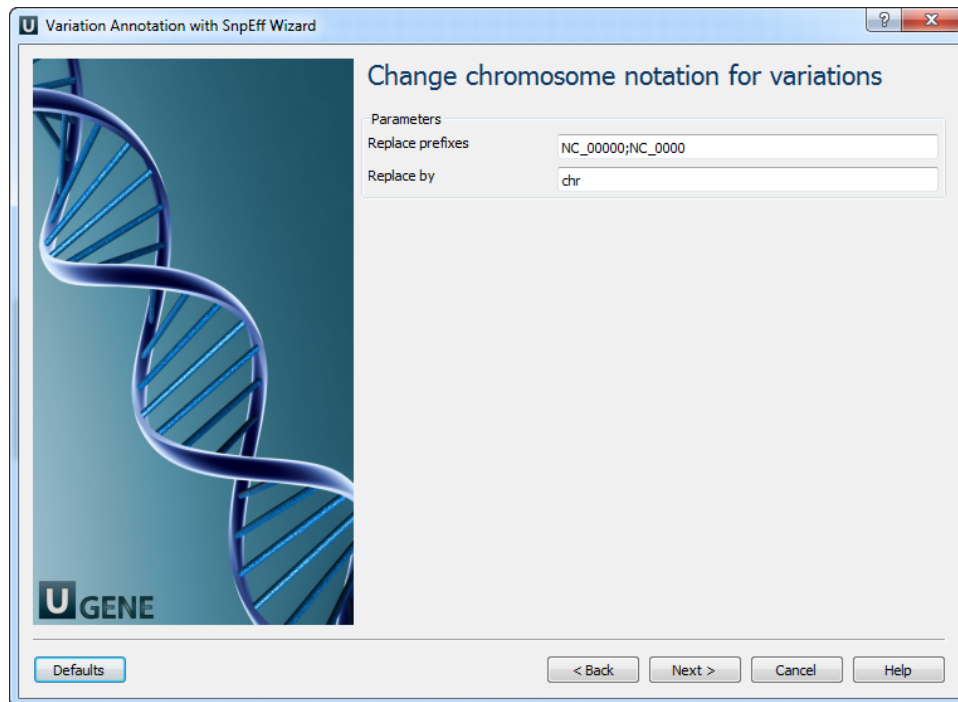 Variation Annotation with SnpEff Wizard
Change chromosome notation for variations
Parameters
Replace prefixes NC_00000;NC_0000
Replace by chr
U GENE
Defaults < Back Next > Cancel Help